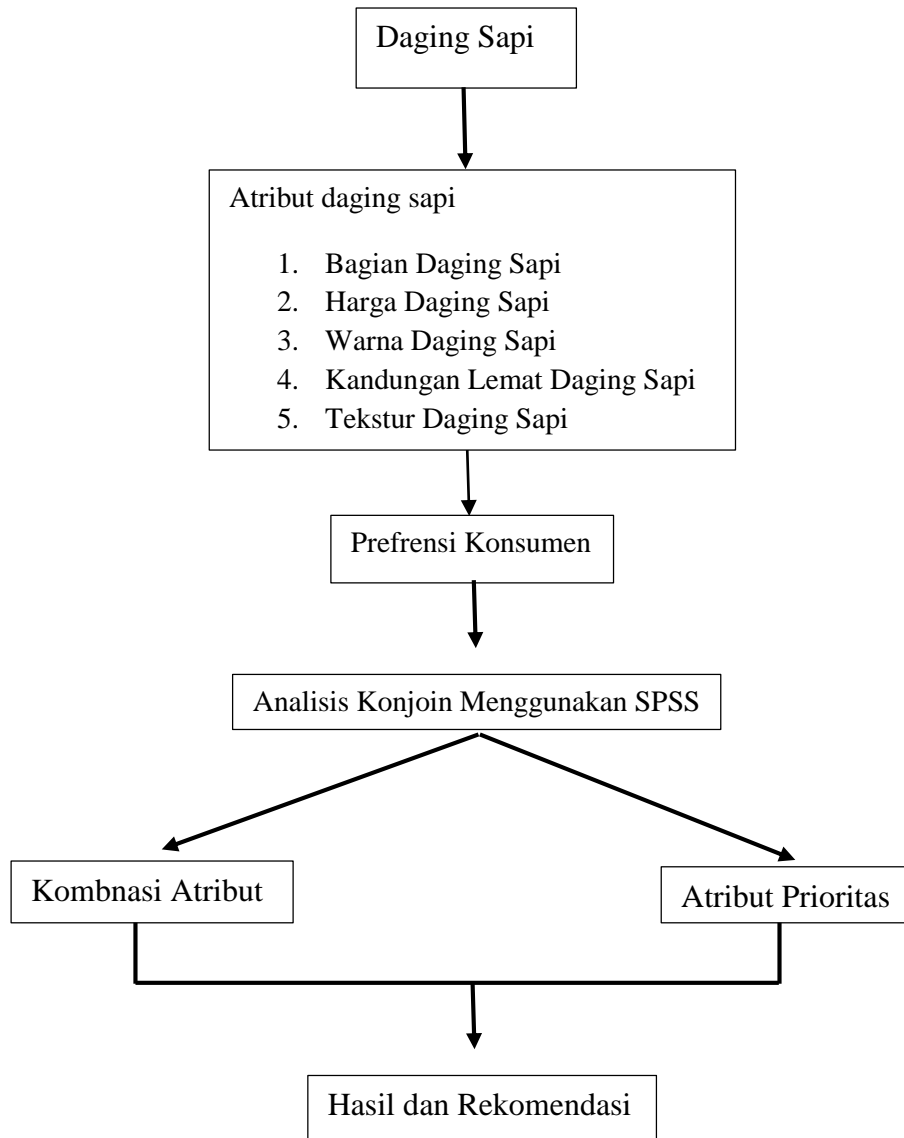 Daging Sapi
Atribut daging sapi
1. Bagian Daging Sapi
2. Harga Daging Sapi
3. Warna Daging Sapi
4. Kandungan Lemat Daging Sapi
5. Tekstur Daging Sapi
Prefrensi Konsumen
Analisis Konjoin Menggunakan SPSS
Kombnasi Atribut
Atribut Prioritas
Hasil dan Rekomendasi